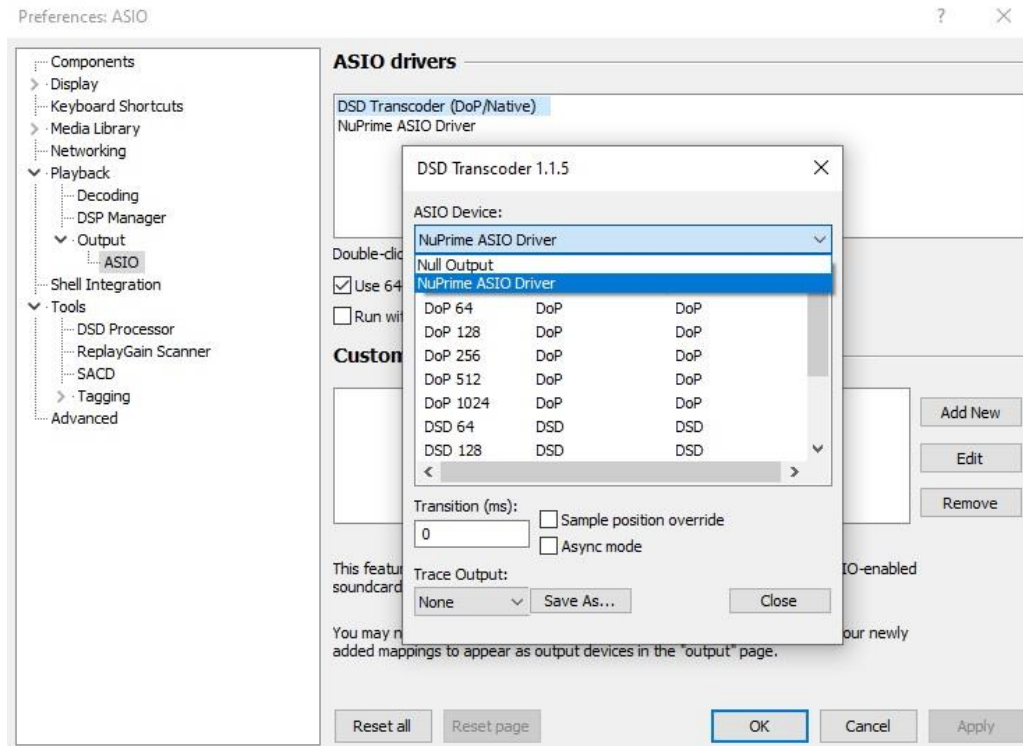 Preferences: ASIO
Components
Display
Keyboard Shortcuts
Media Library
Networking
Playback
Decoding
DSP Manager
Output
ASIO
Shell Integration
Tools
DSD Processor
ReplayGain Scanner
SACD
Tagging
Advanced
ASIO drivers
DSD Transcoder (DoP/Native)
NuPrime ASIO Driver
Double-clic
Use 64
Run wit
Custom
DSD Transcoder 1.1.5
ASIO Device:
NuPrime ASIO Driver
Null Output
NuPrime ASIO Driver
DoP 64 DoP DoP
DoP 128 DoP DoP
DoP 256 DoP DoP
DoP 512 DoP DoP
DoP 1024 DoP DoP
DSD 64 DSD DSD
DSD 128 DSD DSD
Transition (ms):
0
Sample position override
Async mode
Trace Output:
None
Save As...
Close
Add New
Edit
Remove
This featur IO-enabled
soundcard
You may n our newly
added mappings to appear as output devices in the "output" page.
Reset all
Reset page
OK
Cancel
Apply